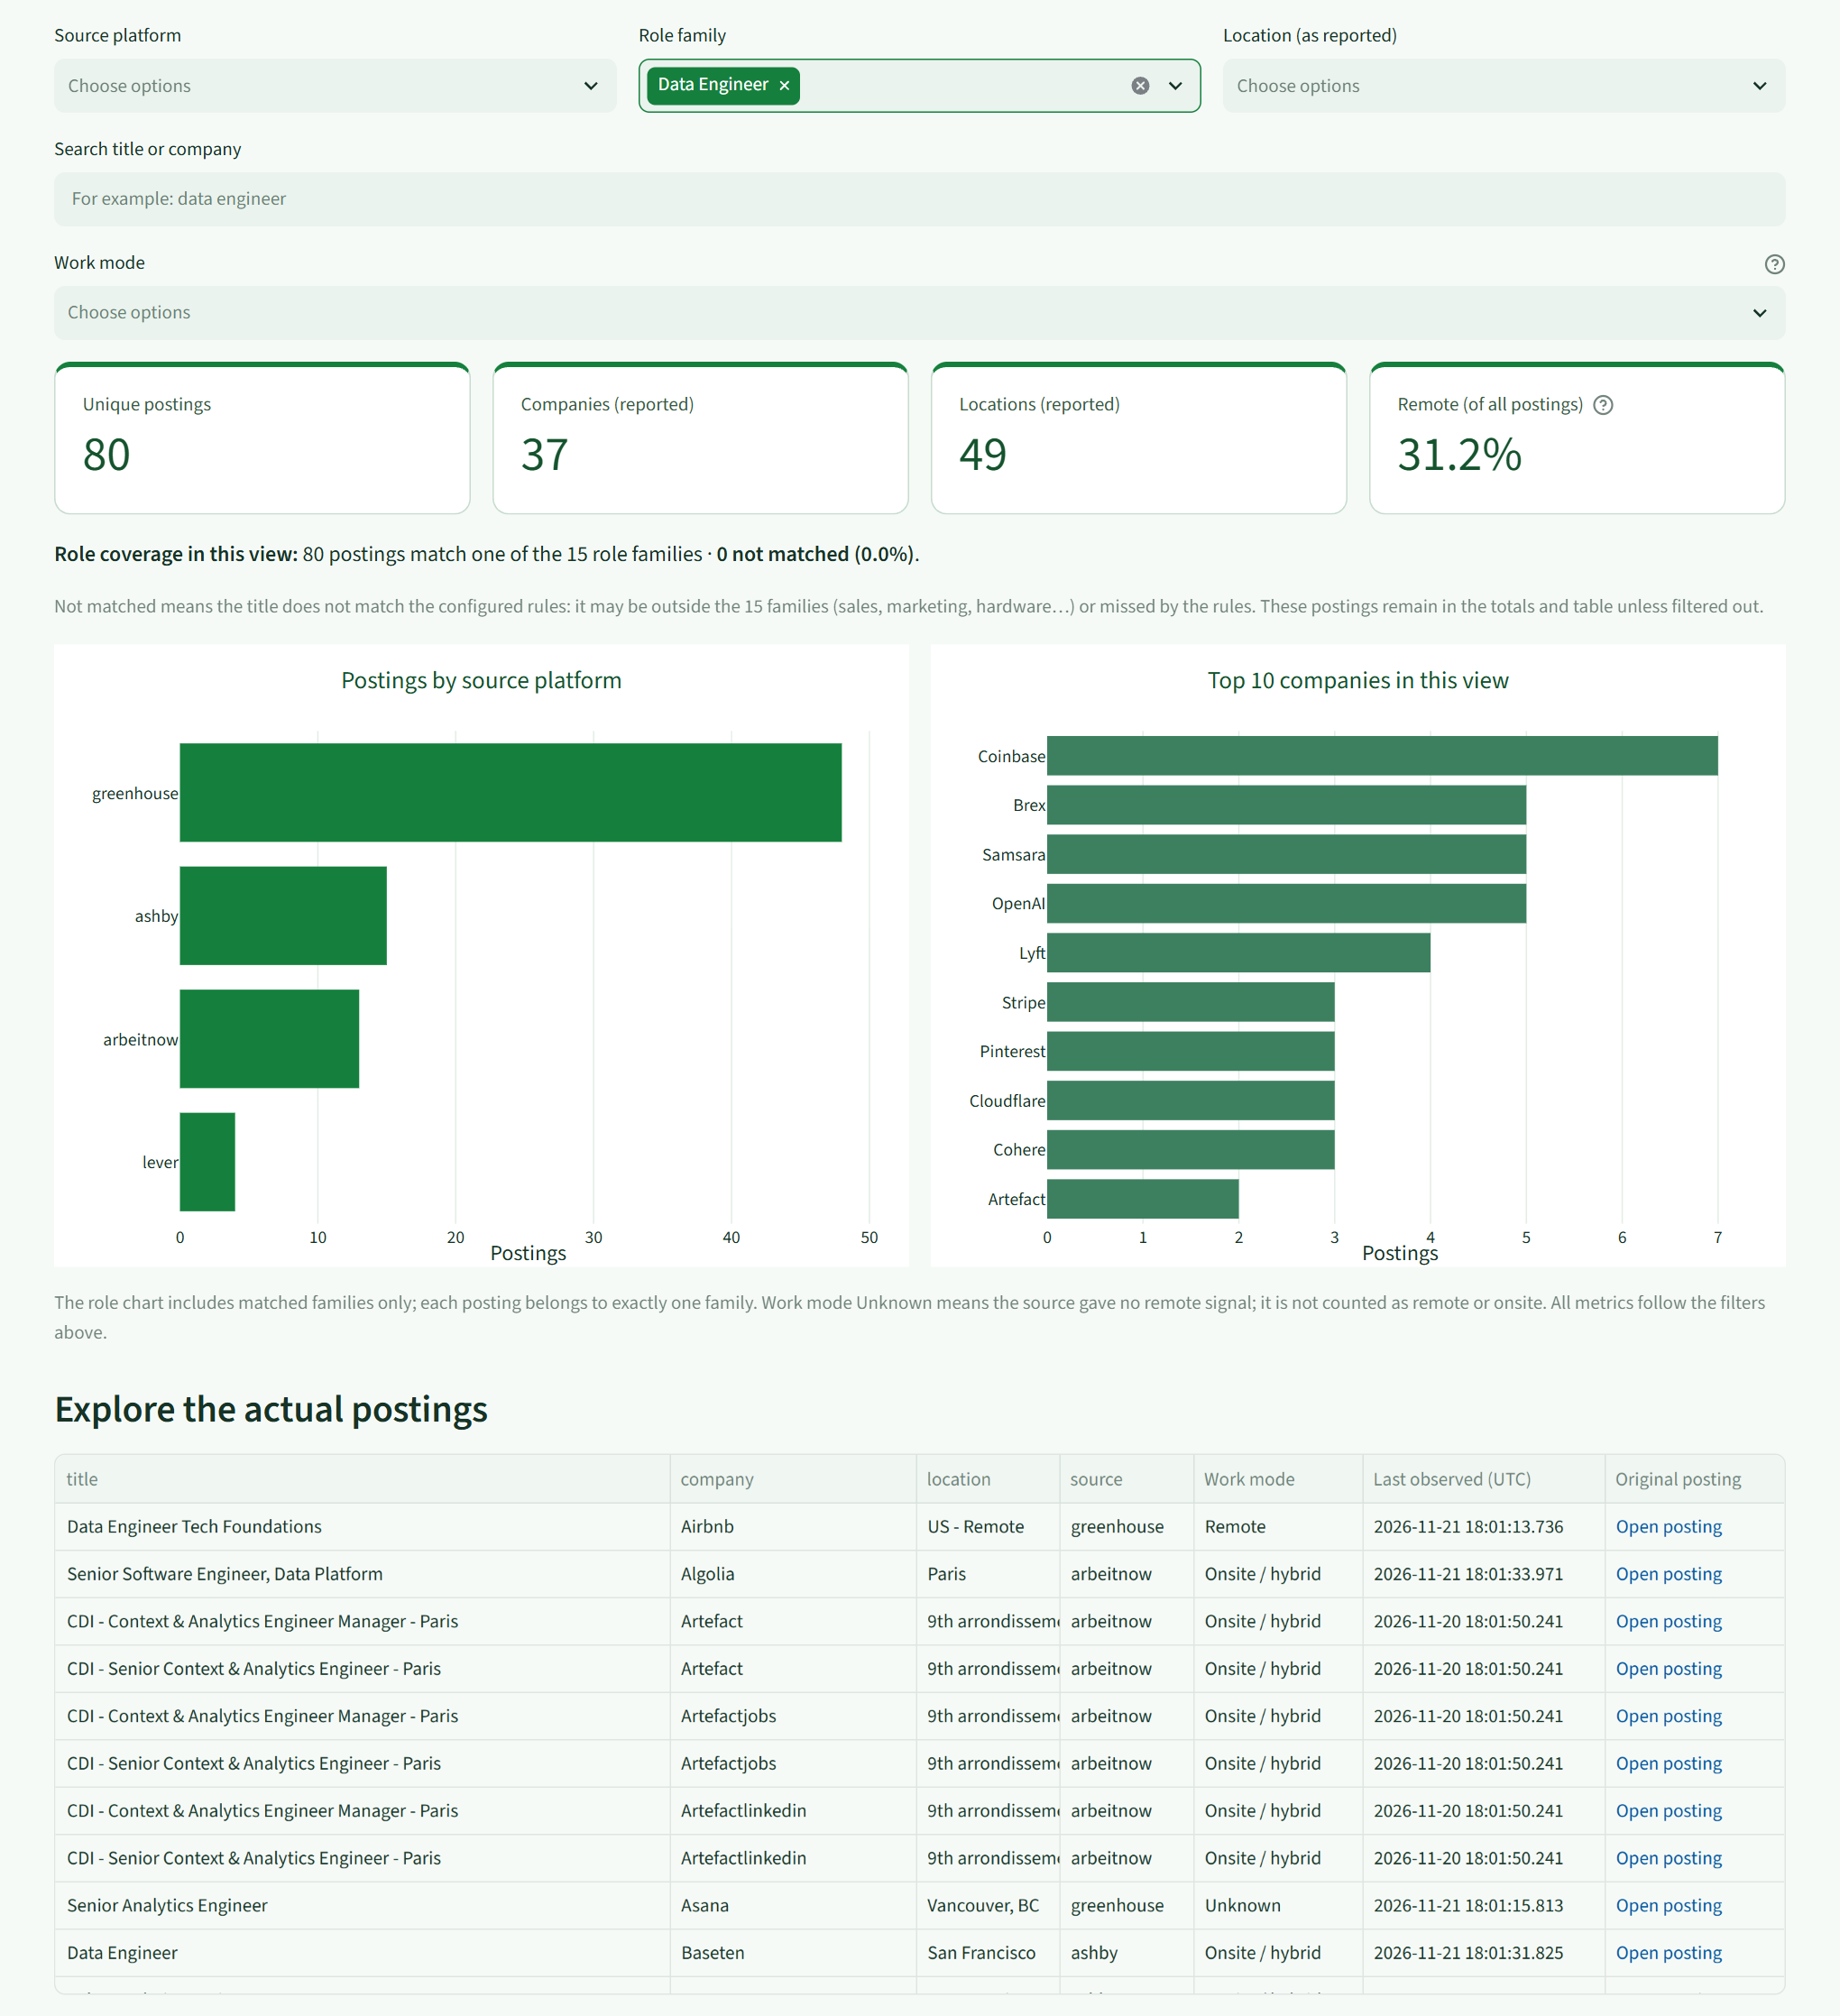 Source platform
Role family
Location (as reported)
Choose options
Data Engineer
Choose options
Search title or company
For example: data engineer
Work mode
Choose options
Unique postings
80
Companies (reported)
37
Locations (reported)
49
Remote (of all postings)
31.2%
Role coverage in this view: 80 postings match one of the 15 role families · 0 not matched (0.0%).
Not matched means the title does not match the configured rules: it may be outside the 15 families (sales, marketing, hardware…) or missed by the rules. These postings remain in the totals and table unless filtered out.
Postings by source platform
greenhouse
ashby
arbeitnow
lever
0 10 20 30 40 50
Postings
Top 10 companies in this view
Coinbase
Brex
Samsara
OpenAI
Lyft
Stripe
Pinterest
Cloudflare
Cohere
Artefact
0 1 2 3 4 5 6 7
Postings
The role chart includes matched families only; each posting belongs to exactly one family. Work mode Unknown means the source gave no remote signal; it is not counted as remote or onsite. All metrics follow the filters
above.
Explore the actual postings
title company location source Work mode Last observed (UTC) Original posting
Data Engineer Tech Foundations Airbnb US - Remote greenhouse Remote 2026-11-21 18:01:13.736 Open posting
Senior Software Engineer, Data Platform Algolia Paris arbeitnow Onsite / hybrid 2026-11-21 18:01:33.971 Open posting
CDI - Context & Analytics Engineer Manager - Paris Artefact 9th arrondisseme arbeitnow Onsite / hybrid 2026-11-20 18:01:50.241 Open posting
CDI - Senior Context & Analytics Engineer - Paris Artefact 9th arrondisseme arbeitnow Onsite / hybrid 2026-11-20 18:01:50.241 Open posting
CDI - Context & Analytics Engineer Manager - Paris Artefactjobs 9th arrondisseme arbeitnow Onsite / hybrid 2026-11-20 18:01:50.241 Open posting
CDI - Senior Context & Analytics Engineer - Paris Artefactjobs 9th arrondisseme arbeitnow Onsite / hybrid 2026-11-20 18:01:50.241 Open posting
CDI - Context & Analytics Engineer Manager - Paris Artefactlinkedin 9th arrondisseme arbeitnow Onsite / hybrid 2026-11-20 18:01:50.241 Open posting
CDI - Senior Context & Analytics Engineer - Paris Artefactlinkedin 9th arrondisseme arbeitnow Onsite / hybrid 2026-11-20 18:01:50.241 Open posting
Senior Analytics Engineer Asana Vancouver, BC greenhouse Unknown 2026-11-21 18:01:15.813 Open posting
Data Engineer Baseten San Francisco ashby Onsite / hybrid 2026-11-21 18:01:31.825 Open posting